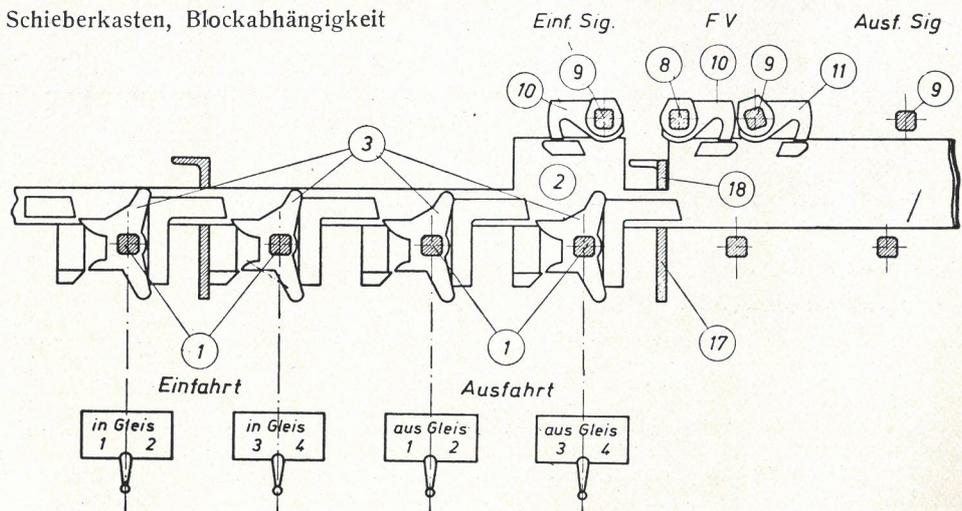 Schieberkasten, Blockabhängigkeit
Einf. Sig.
F V
Ausf. Sig
10
9
8
10
9
11
9
3
2
18
1
1
17
Einfahrt
Ausfahrt
in Gleis
1 2
in Gleis
3 4
aus Gleis
1 2
aus Gleis
3 4